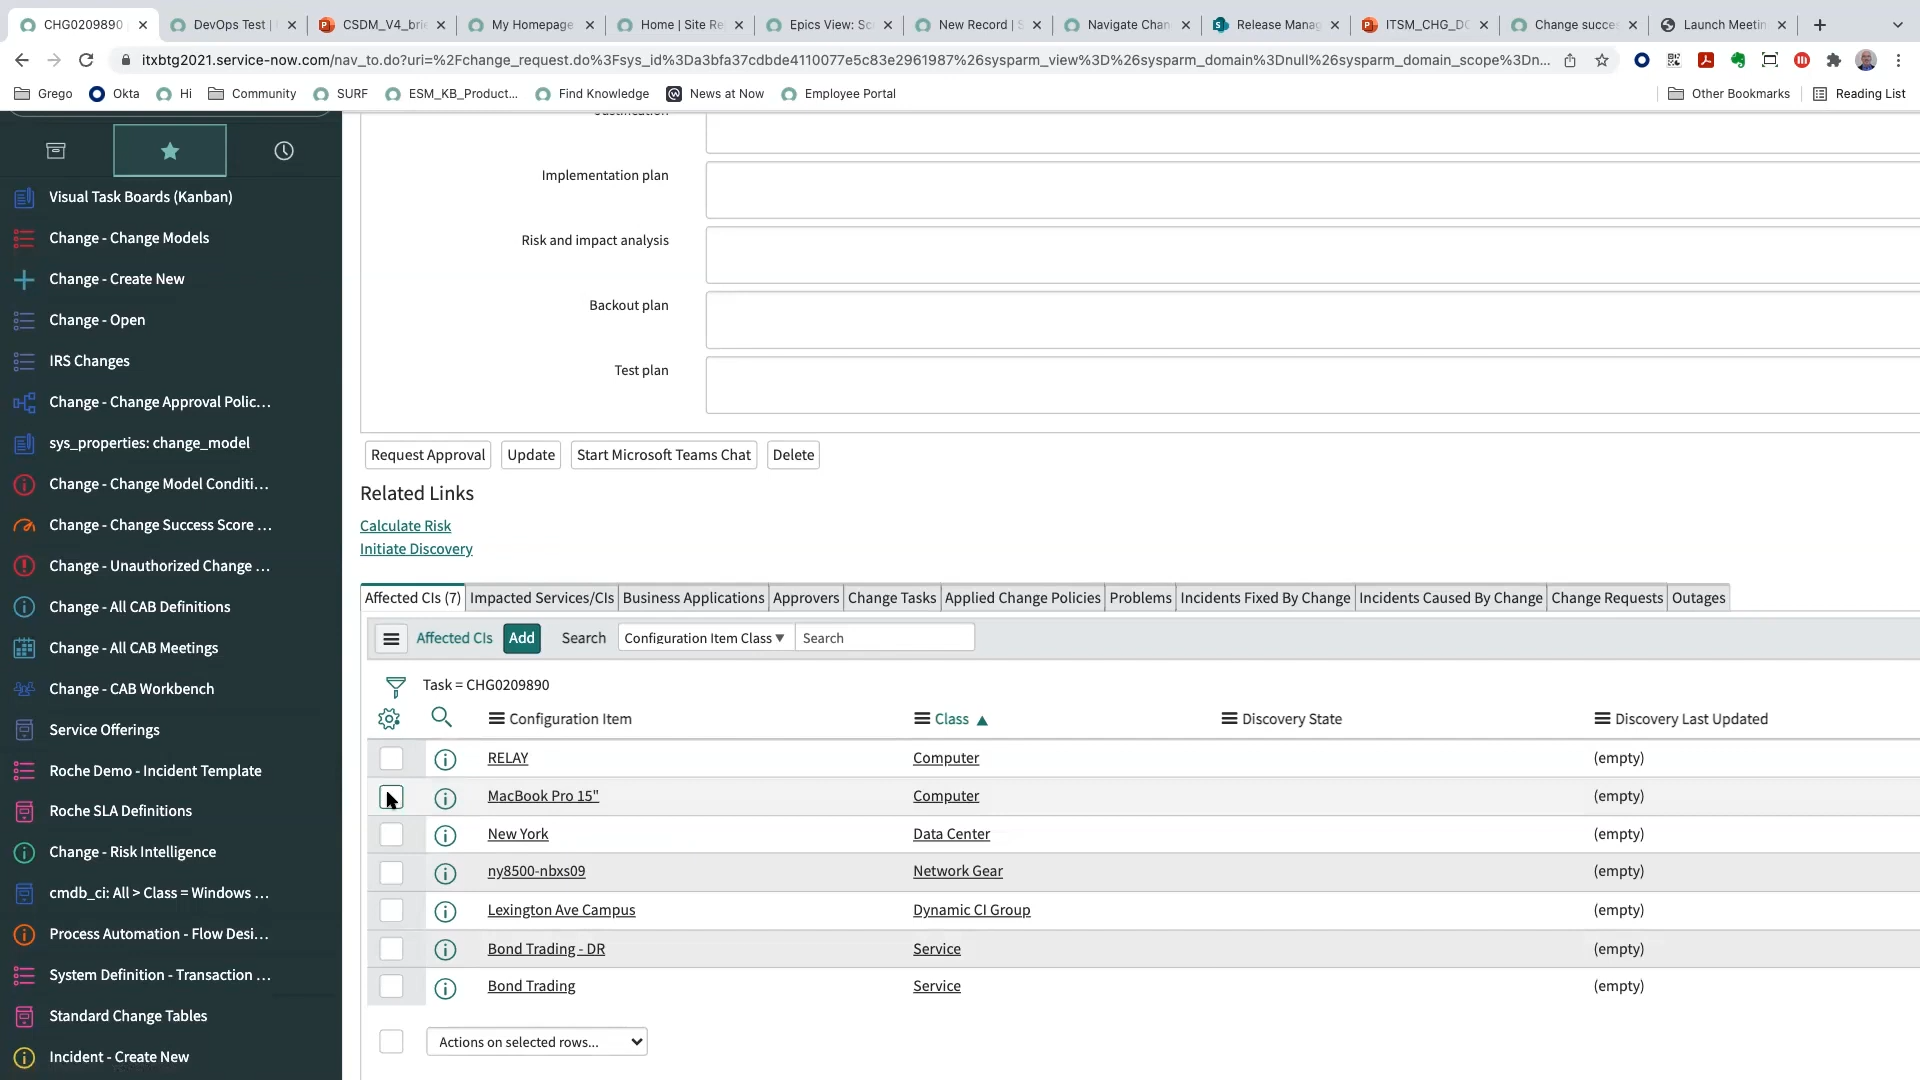 CHG0209890
DevOps Test |
CSDM_V4_brie
My Homepage
Home | Site Re
Epics View: Sc
New Record | S
Navigate Chan
Release Manag
ITSM_CHG_DO
Change succes
Launch Meetin
itxbtg2021.service-now.com/nav_to.do?uri=%2Fchange_request.do%3Fsys_id%3Da3bfa37cdbde4110077e5c83e2961987%26sysparm_view%3D%26sysparm_domain%3Dnull%26sysparm_domain_scope%3Dn...
Grego
Okta
Hi
Community
SURF
ESM_KB_Product...
Find Knowledge
News at Now
Employee Portal
Other Bookmarks
Reading List
Visual Task Boards (Kanban)
Change - Change Models
Change - Create New
Change - Open
IRS Changes
Change - Change Approval Polic...
sys_properties: change_model
Change - Change Model Conditi...
Change - Change Success Score ...
Change - Unauthorized Change ...
Change - All CAB Definitions
Change - All CAB Meetings
Change - CAB Workbench
Service Offerings
Roche Demo - Incident Template
Roche SLA Definitions
Change - Risk Intelligence
cmdb_ci: All > Class = Windows ...
Process Automation - Flow Desi...
System Definition - Transaction ...
Standard Change Tables
Incident - Create New
Justification
Implementation plan
Risk and impact analysis
Backout plan
Test plan
Request Approval
Update
Start Microsoft Teams Chat
Delete
Related Links
Calculate Risk
Initiate Discovery
Affected CIs (7)
Impacted Services/CIs
Business Applications
Approvers
Change Tasks
Applied Change Policies
Problems
Incidents Fixed By Change
Incidents Caused By Change
Change Requests
Outages
Affected CIs
Add
Search
Configuration Item Class
Search
Task = CHG0209890
Configuration Item
Class
Discovery State
Discovery Last Updated
RELAY Computer (empty)
MacBook Pro 15" Computer (empty)
New York Data Center (empty)
ny8500-nbxs09 Network Gear (empty)
Lexington Ave Campus Dynamic CI Group (empty)
Bond Trading - DR Service (empty)
Bond Trading Service (empty)
Actions on selected rows...